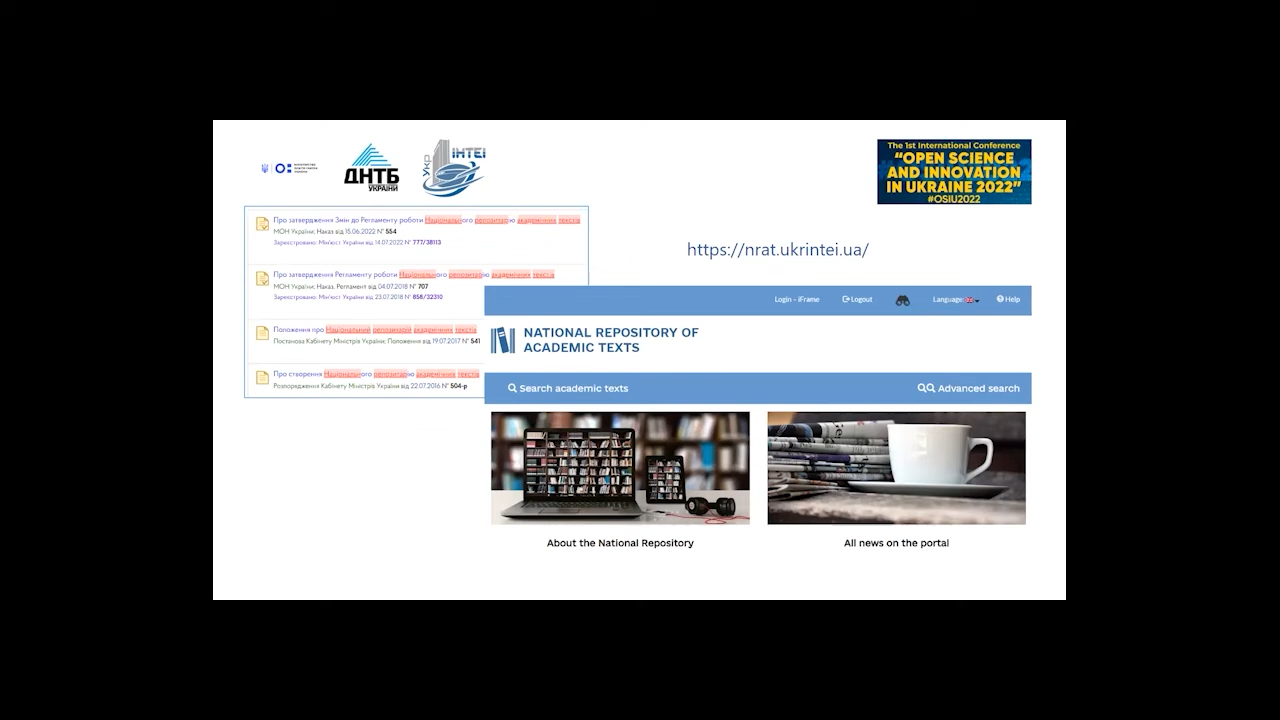 ДНТБ
УКРАЇНИ
УКР ІНТЕІ
The 1st International Conference
“OPEN SCIENCE
AND INNOVATION
IN UKRAINE 2022”
#OSIU2022
Про затвердження Змін до Регламенту роботи Національного репозитарію академічних текстів
МОН України; Наказ від 15.06.2022 № 554
Зареєстровано: Мін'юст України від 14.07.2022 № 777/38113
Про затвердження Регламенту роботи Національного репозитарію академічних текстів
МОН України; Наказ, Регламент від 04.07.2018 № 707
Зареєстровано: Мін'юст України від 23.07.2018 № 858/32310
Положення про Національний репозитарій академічних текстів
Постанова Кабінету Міністрів України; Положення від 19.07.2017 № 541
Про створення Національного репозитарію академічних текстів
Розпорядження Кабінету Міністрів України від 22.07.2016 № 504-р
https://nrat.ukrintei.ua/
Login - iFrame Logout Language: Help
NATIONAL REPOSITORY OF
ACADEMIC TEXTS
Search academic texts Advanced search
About the National Repository All news on the portal